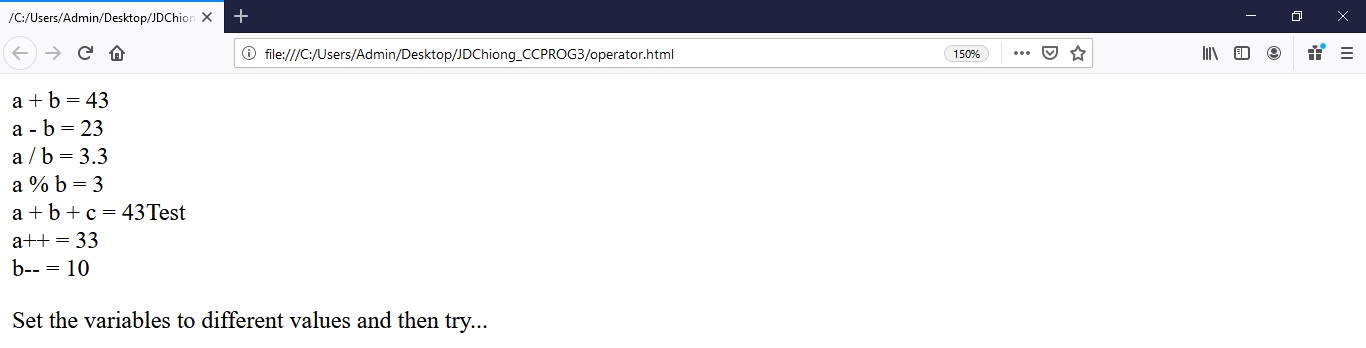 /C:/Users/Admin/Desktop/JDChion
file:///C:/Users/Admin/Desktop/JDChiong_CCPROG3/operator.html
150%
a + b = 43
a - b = 23
a / b = 3.3
a % b = 3
a + b + c = 43Test
a++ = 33
b-- = 10
Set the variables to different values and then try...